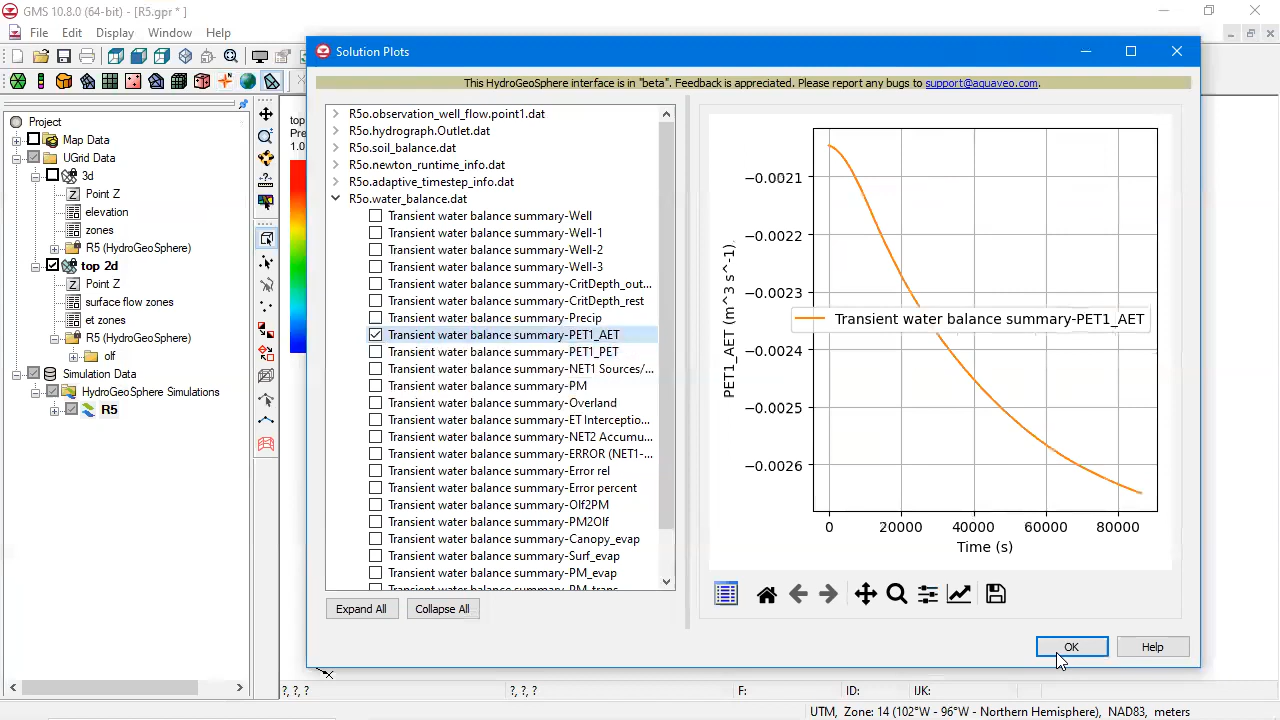 GMS 10.8.0 (64-bit) - [R5.gpr *]
File Edit Display Window Help
Project
Map Data
UGrid Data
3d
Point Z
elevation
zones
R5 (HydroGeoSphere)
top 2d
Point Z
surface flow zones
et zones
R5 (HydroGeoSphere)
olf
Simulation Data
HydroGeoSphere Simulations
R5
top
Pre
1.0
Solution Plots
This HydroGeoSphere interface is in "beta". Feedback is appreciated. Please report any bugs to support@aquaveo.com.
R5o.observation_well_flow.point1.dat
R5o.hydrograph.Outlet.dat
R5o.soil_balance.dat
R5o.newton_runtime_info.dat
R5o.adaptive_timestep_info.dat
R5o.water_balance.dat
Transient water balance summary-Well
Transient water balance summary-Well-1
Transient water balance summary-Well-2
Transient water balance summary-Well-3
Transient water balance summary-CritDepth_out...
Transient water balance summary-CritDepth_rest
Transient water balance summary-Precip
Transient water balance summary-PET1_AET
Transient water balance summary-PET1_PET
Transient water balance summary-NET1 Sources/...
Transient water balance summary-PM
Transient water balance summary-Overland
Transient water balance summary-ET Interceptio...
Transient water balance summary-NET2 Accumu...
Transient water balance summary-ERROR (NET1-...
Transient water balance summary-Error rel
Transient water balance summary-Error percent
Transient water balance summary-Olf2PM
Transient water balance summary-PM2Olf
Transient water balance summary-Canopy_evap
Transient water balance summary-Surf_evap
Transient water balance summary-PM_evap
Transient water balance summary-PM_trans
Expand All Collapse All
PET1_AET (m^3 s^-1)
−0.0021
−0.0022
−0.0023
−0.0024
−0.0025
−0.0026
Transient water balance summary-PET1_AET
0 20000 40000 60000 80000
Time (s)
OK Help
?, ?, ? ?, ?, ? F: ID: IJK:
UTM, Zone: 14 (102°W - 96°W - Northern Hemisphere), NAD83, meters